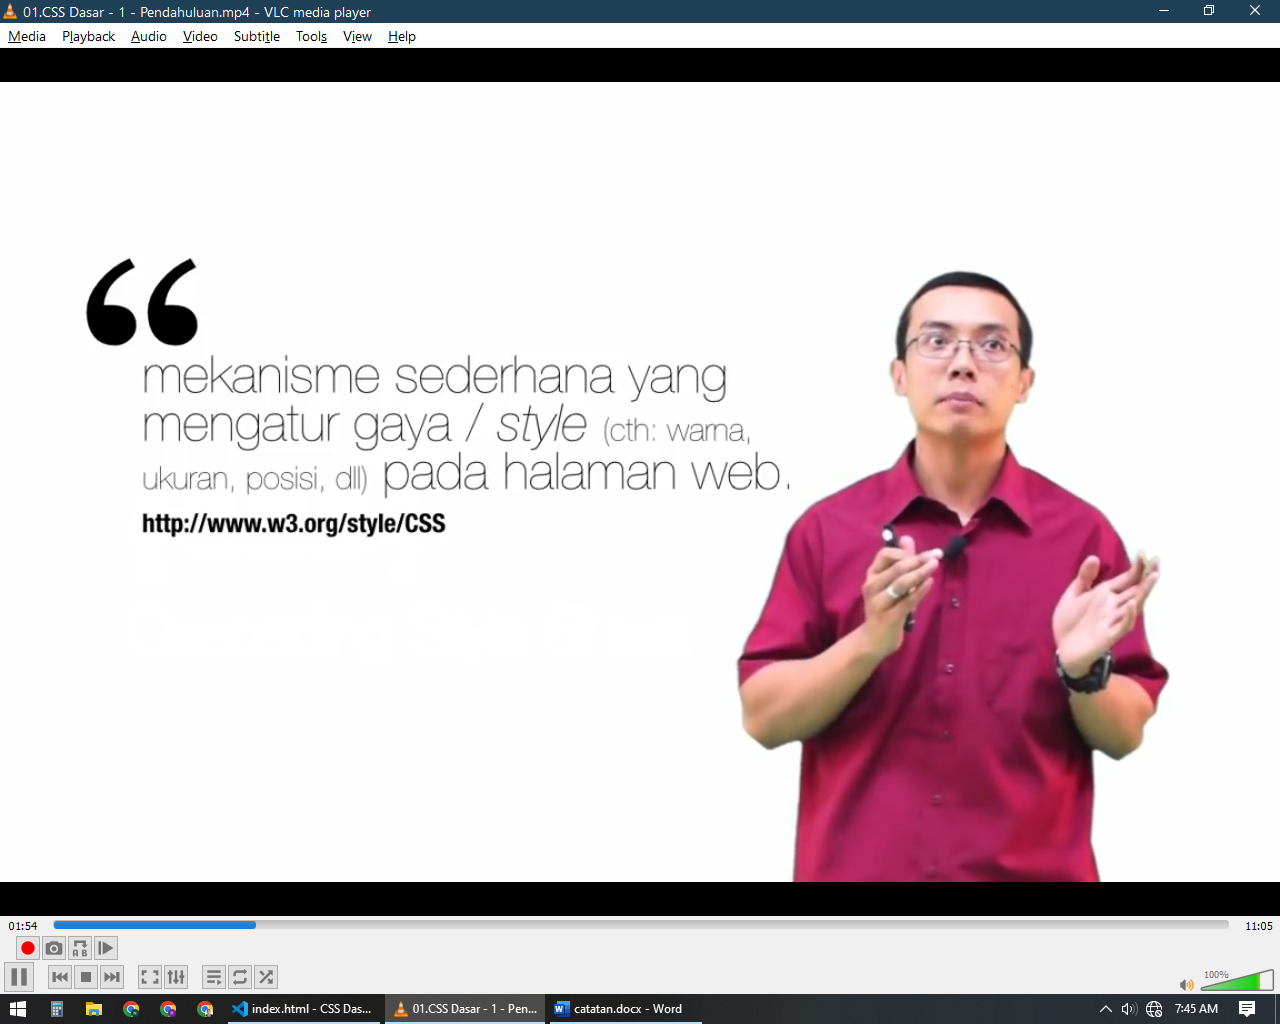 01.CSS Dasar - 1 - Pendahuluan.mp4 - VLC media player
Media Playback Audio Video Subtitle Tools View Help
“
mekanisme sederhana yang
mengatur gaya / style (cth: warna,
ukuran, posisi, dll) pada halaman web.
http://www.w3.org/style/CSS
01:54 11:05
A B
100%
index.html - CSS Das... 01.CSS Dasar - 1 - Pen... catatan.docx - Word 7:45 AM